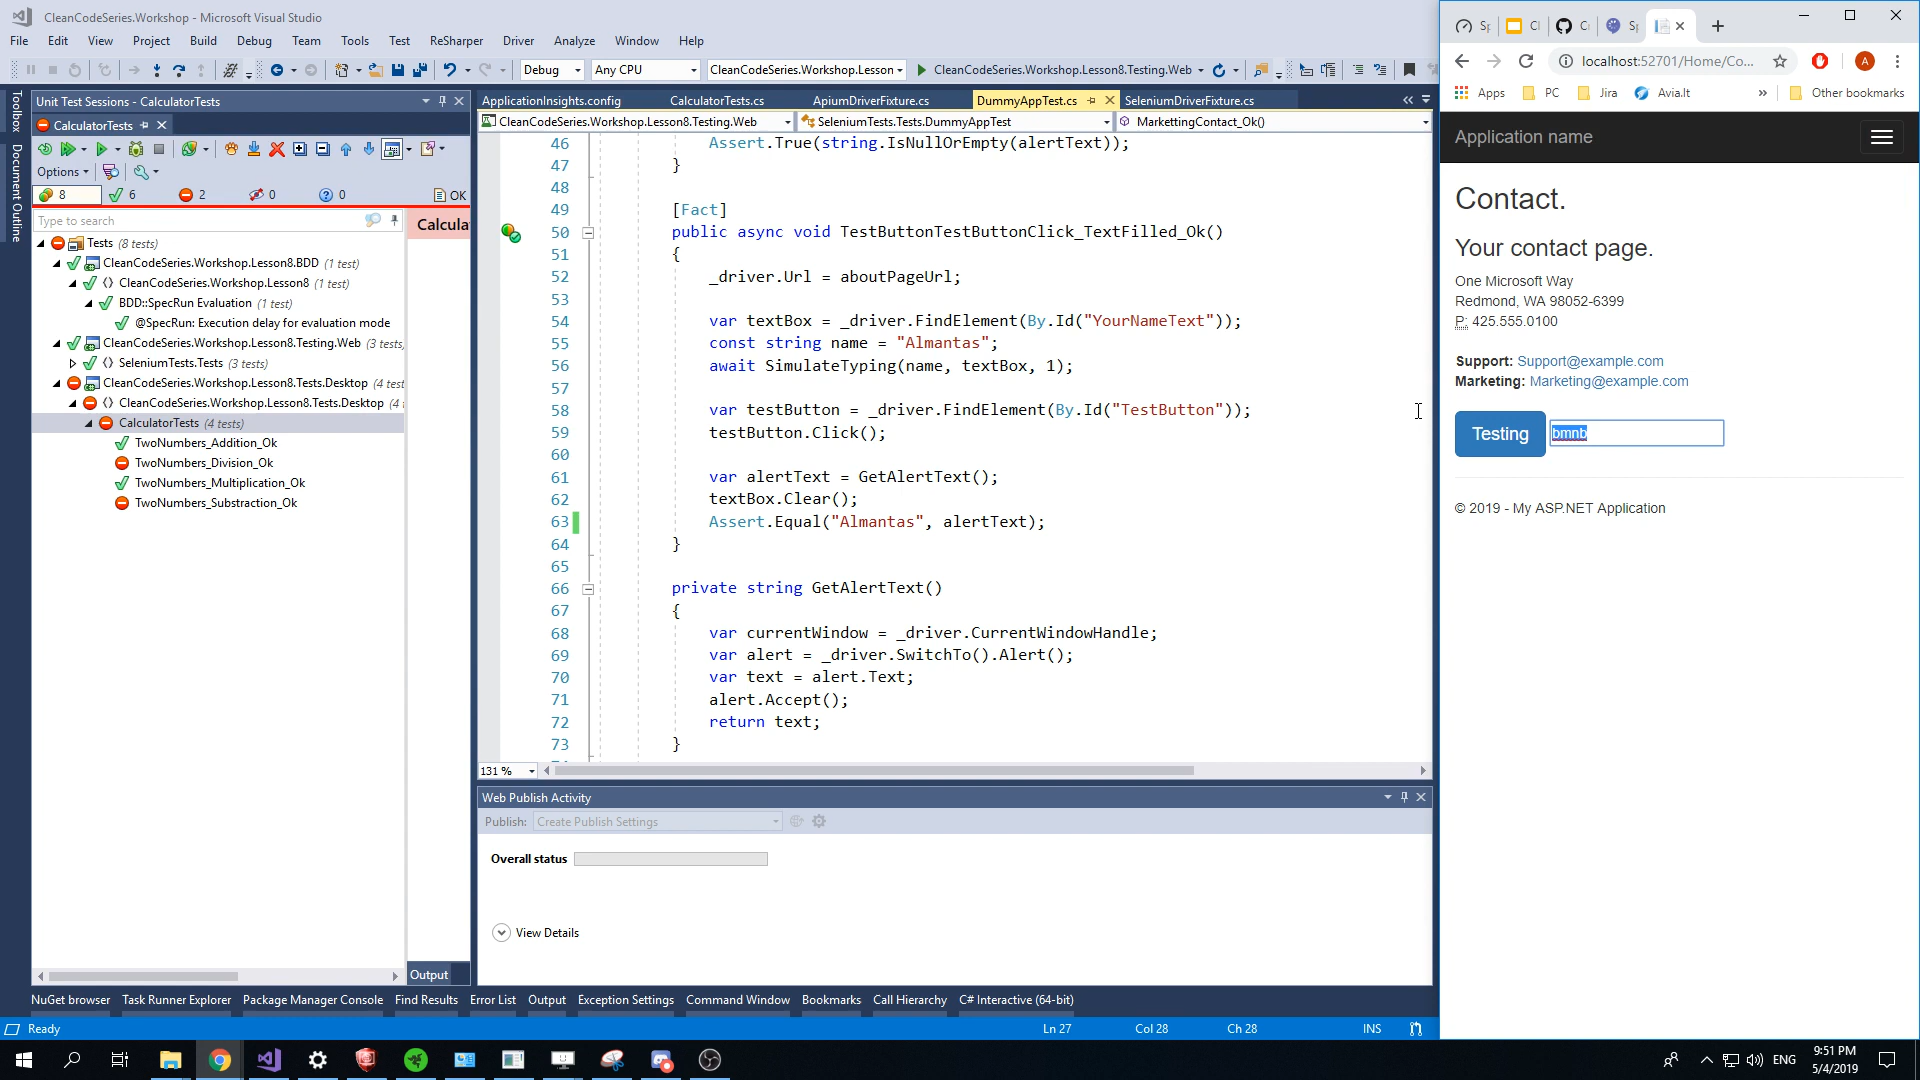 CleanCodeSeries.Workshop - Microsoft Visual Studio
File Edit View Project Build Debug Team Tools Test ReSharper Driver Analyze Window Help
Debug Any CPU CleanCodeSeries.Workshop.Lesson CleanCodeSeries.Workshop.Lesson8.Testing.Web
Toolbox
Document Outline
Unit Test Sessions - CalculatorTests
CalculatorTests
Options
8 6 2 0 0 OK
Type to search
Calcula
Tests (8 tests)
CleanCodeSeries.Workshop.Lesson8.BDD (1 test)
CleanCodeSeries.Workshop.Lesson8 (1 test)
BDD::SpecRun Evaluation (1 test)
@SpecRun: Execution delay for evaluation mode
CleanCodeSeries.Workshop.Lesson8.Testing.Web (3 tests
SeleniumTests.Tests (3 tests)
CleanCodeSeries.Workshop.Lesson8.Tests.Desktop (4 test
CleanCodeSeries.Workshop.Lesson8.Tests.Desktop (4
CalculatorTests (4 tests)
TwoNumbers_Addition_Ok
TwoNumbers_Division_Ok
TwoNumbers_Multiplication_Ok
TwoNumbers_Substraction_Ok
Output
ApplicationInsights.config CalculatorTests.cs ApiumDriverFixture.cs DummyAppTest.cs SeleniumDriverFixture.cs
CleanCodeSeries.Workshop.Lesson8.Testing.Web SeleniumTests.Tests.DummyAppTest MarkettingContact_Ok()
46 Assert.True(string.IsNullOrEmpty(alertText));
47 }
48
49 [Fact]
50 public async void TestButtonTestButtonClick_TextFilled_Ok()
51 {
52 _driver.Url = aboutPageUrl;
53
54 var textBox = _driver.FindElement(By.Id("YourNameText"));
55 const string name = "Almantas";
56 await SimulateTyping(name, textBox, 1);
57
58 var testButton = _driver.FindElement(By.Id("TestButton"));
59 testButton.Click();
60
61 var alertText = GetAlertText();
62 textBox.Clear();
63 Assert.Equal("Almantas", alertText);
64 }
65
66 private string GetAlertText()
67 {
68 var currentWindow = _driver.CurrentWindowHandle;
69 var alert = _driver.SwitchTo().Alert();
70 var text = alert.Text;
71 alert.Accept();
72 return text;
73 }
131 %
Web Publish Activity
Publish: Create Publish Settings
Overall status
View Details
NuGet browser Task Runner Explorer Package Manager Console Find Results Error List Output Exception Settings Command Window Bookmarks Call Hierarchy C# Interactive (64-bit)
Ready Ln 27 Col 28 Ch 28 INS
Sp Cl Cl Sp
localhost:52701/Home/Co...
A
Apps PC Jira Avia.lt » Other bookmarks
Application name
Contact.
Your contact page.
One Microsoft Way
Redmond, WA 98052-6399
P: 425.555.0100
Support: Support@example.com
Marketing: Marketing@example.com
Testing bmnb
© 2019 - My ASP.NET Application
ENG 9:51 PM
5/4/2019